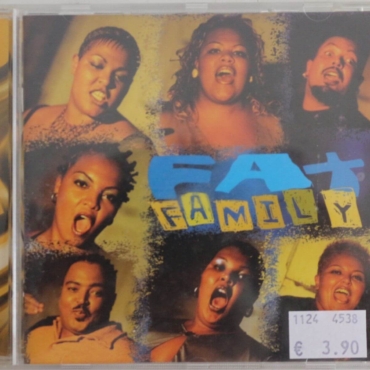 FAt
FAMILY
1124 4538
€ 3.90